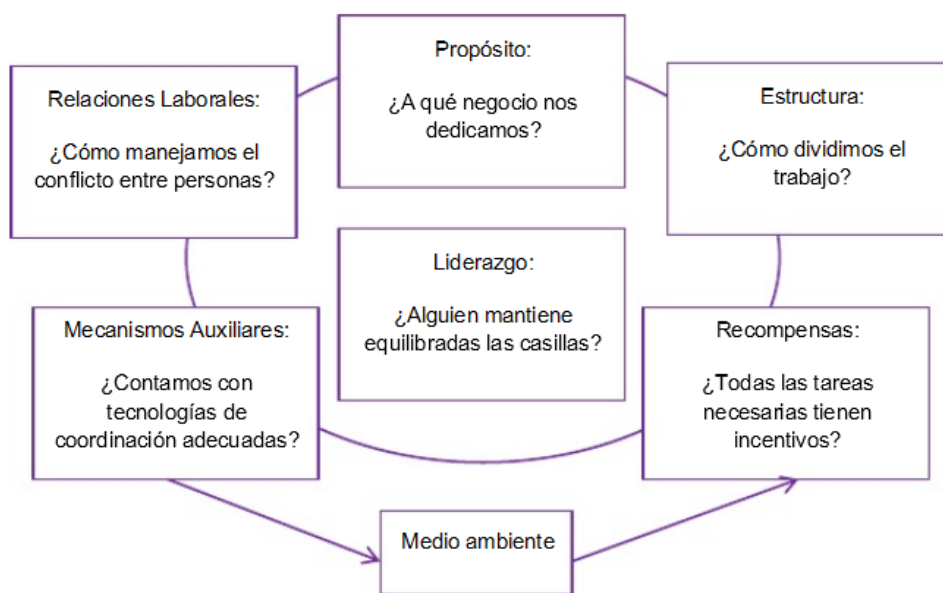 Propósito:
¿A qué negocio nos
dedicamos?
Relaciones Laborales:
¿Cómo manejamos el
conflicto entre personas?
Estructura:
¿Cómo dividimos el
trabajo?
Liderazgo:
¿Alguien mantiene
equilibradas las casillas?
Mecanismos Auxiliares:
¿Contamos con
tecnologías de
coordinación adecuadas?
Recompensas:
¿Todas las tareas
necesarias tienen
incentivos?
Medio ambiente